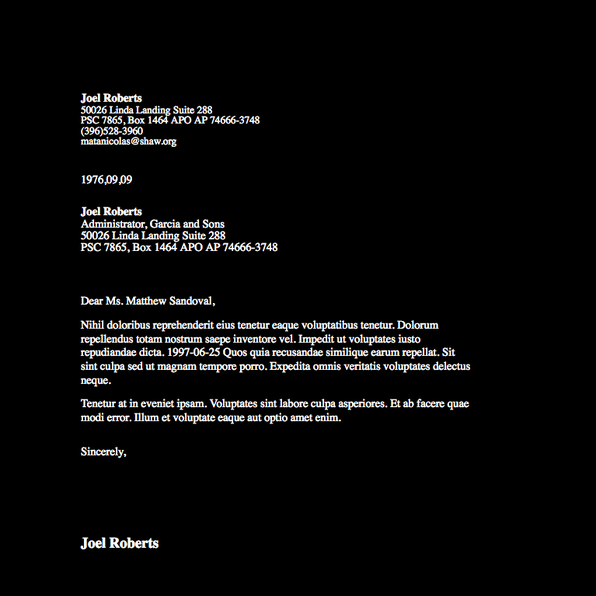 Joel Roberts
50026 Linda Landing Suite 288
PSC 7865, Box 1464 APO AP 74666-3748
(396)528-3960
matanicolas@shaw.org
1976,09,09
Joel Roberts
Administrator, Garcia and Sons
50026 Linda Landing Suite 288
PSC 7865, Box 1464 APO AP 74666-3748
Dear Ms. Matthew Sandoval,
Nihil doloribus reprehenderit eius tenetur eaque voluptatibus tenetur. Dolorum
repellendus totam nostrum saepe inventore vel. Impedit ut voluptates iusto
repudiandae dicta. 1997-06-25 Quos quia recusandae similique earum repellat. Sit
sint culpa sed ut magnam tempore porro. Expedita omnis veritatis voluptates delectus
neque.
Tenetur at in eveniet ipsam. Voluptates sint labore culpa asperiores. Et ab facere quae
modi error. Illum et voluptate eaque aut optio amet enim.
Sincerely,
Joel Roberts